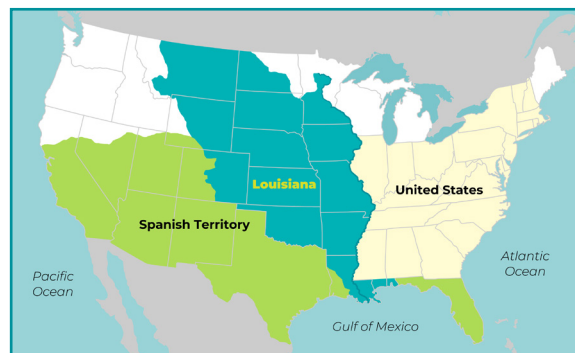 Louisiana
United States
Spanish Territory
Atlantic
Ocean
Pacific
Ocean
Gulf of Mexico